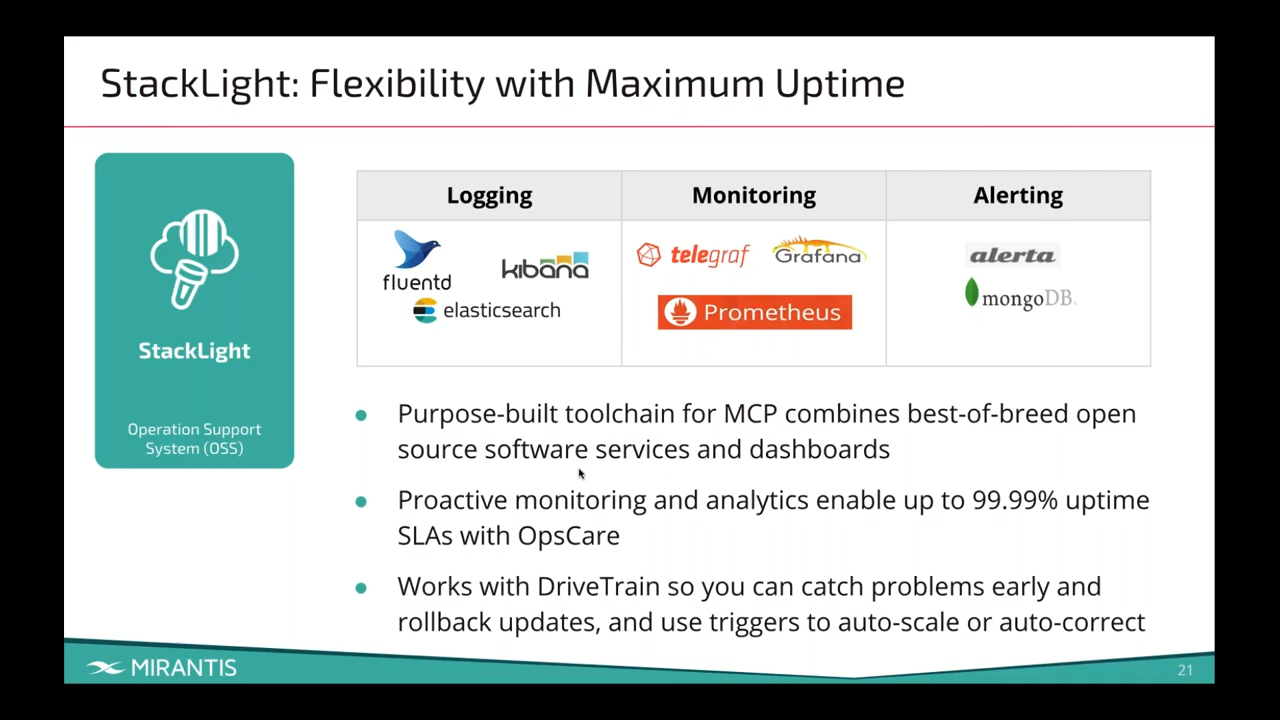 StackLight: Flexibility with Maximum Uptime
StackLight
Operation Support
System (OSS)
Logging
Monitoring
Alerting
fluentd
kibana
elasticsearch
telegraf
Grafana
Prometheus
alerta
mongoDB.
Purpose-built toolchain for MCP combines best-of-breed open
source software services and dashboards
Proactive monitoring and analytics enable up to 99.99% uptime
SLAs with OpsCare
Works with DriveTrain so you can catch problems early and
rollback updates, and use triggers to auto-scale or auto-correct
MIRANTIS
21